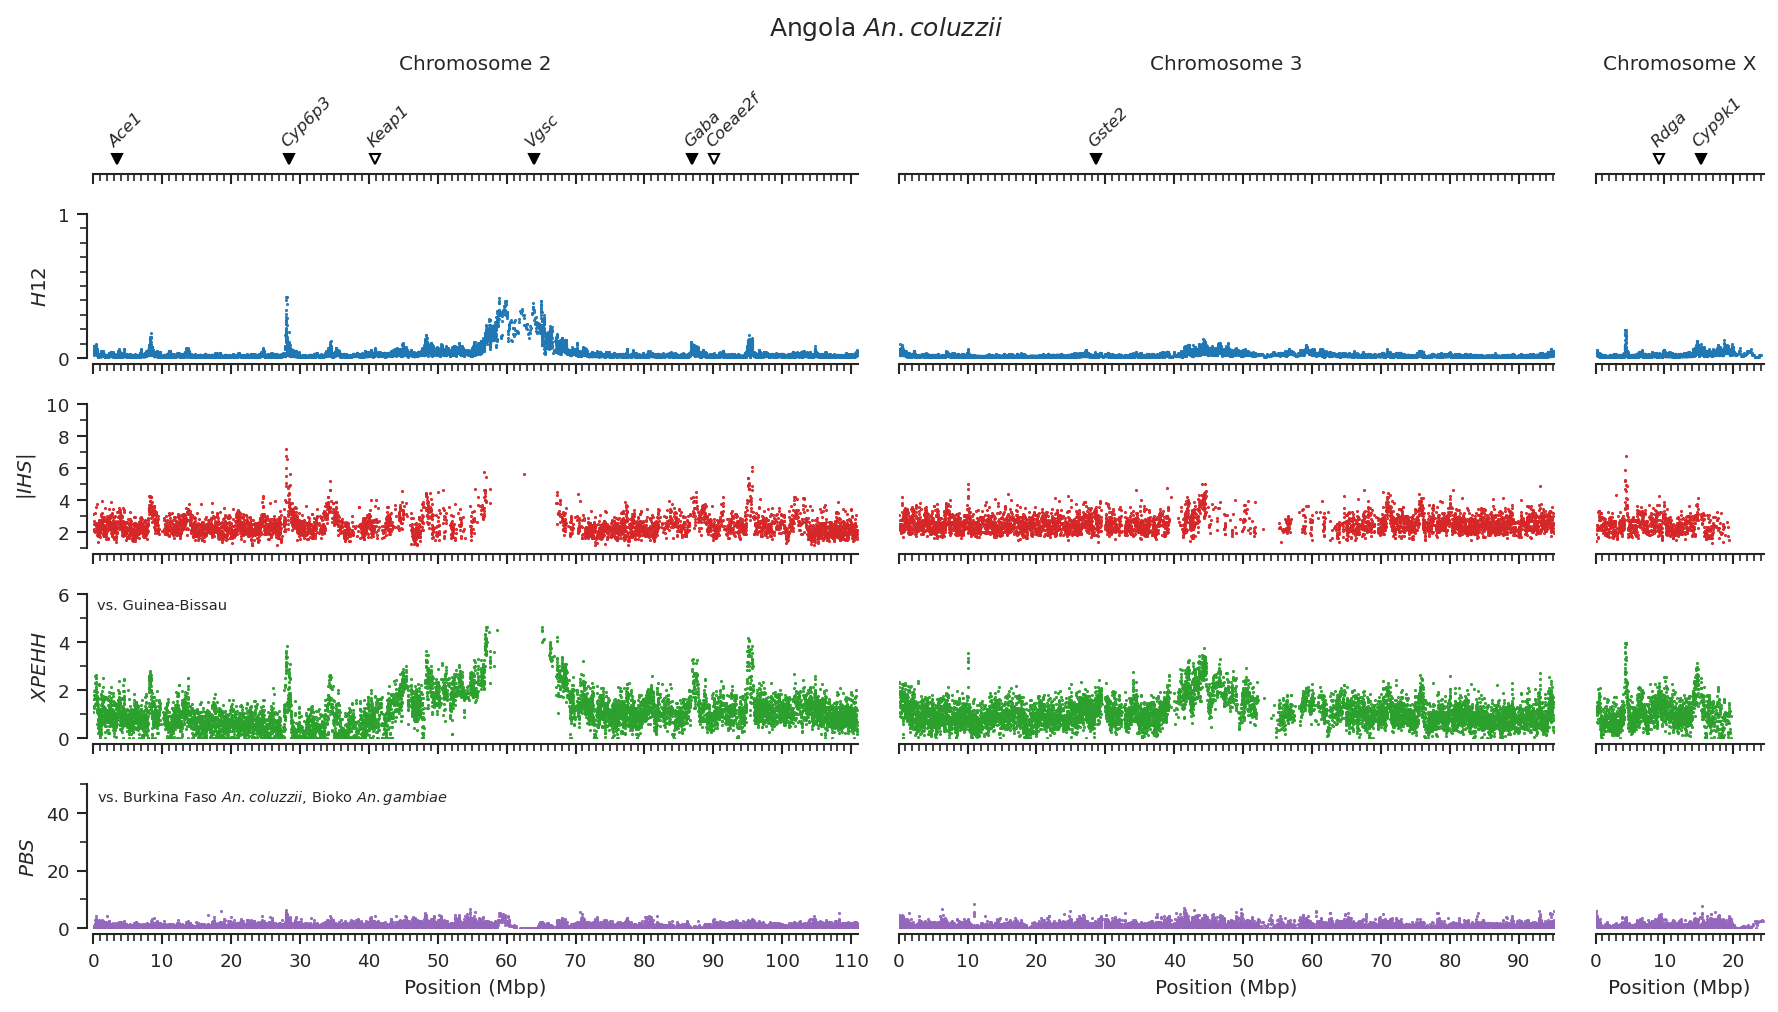 Angola An. coluzzii
Chromosome 2 Chromosome 3 Chromosome X
Ace1 Cyp6p3 Keap1 Vgsc Gaba Coeae2f Gste2 Rdga Cyp9k1
1
H12
0
10
8
|IHS|
6
4
2
6
vs. Guinea-Bissau
4
XPEHH
2
0
vs. Burkina Faso An. coluzzii, Bioko An. gambiae
40
PBS
20
0
0 10 20 30 40 50 60 70 80 90 100 110 0 10 20 30 40 50 60 70 80 90 0 10 20
Position (Mbp) Position (Mbp) Position (Mbp)